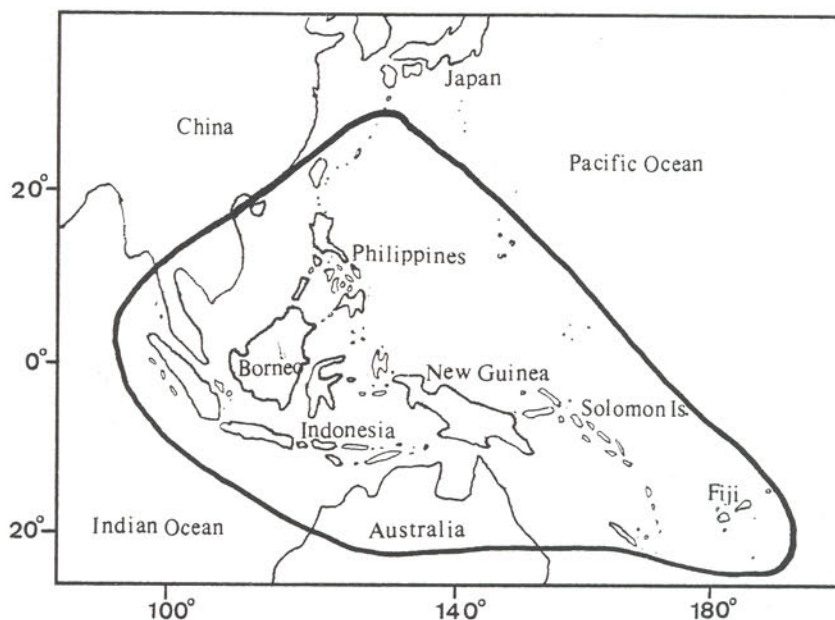 Japan
China
Pacific Ocean
20°
Philippines
0°
Borneo
New Guinea
Solomon Is.
Indonesia
Fiji
20°
Indian Ocean
Australia
100°
140°
180°